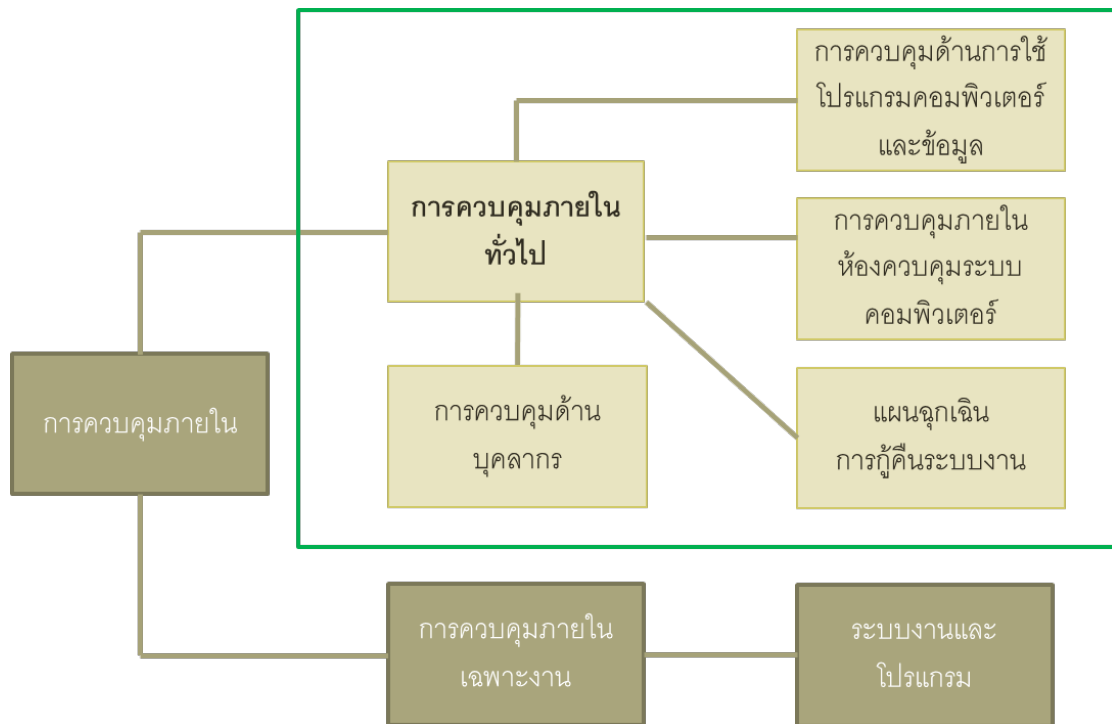 การควบคุมด้านการใช้
โปรแกรมคอมพิวเตอร์
และข้อมูล
การควบคุมภายใน
ทั่วไป
การควบคุมภายใน
ห้องควบคุมระบบ
คอมพิวเตอร์
การควบคุมภายใน
การควบคุมด้าน
บุคลากร
แผนฉุกเฉิน
การกู้คืนระบบงาน
การควบคุมภายใน
เฉพาะงาน
ระบบงานและ
โปรแกรม